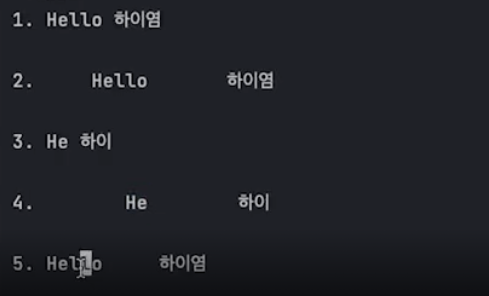 1. Hello 하이염
2.     Hello       하이염
3. He 하이
4.        He        하이
5. Hello     하이염